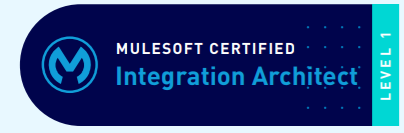 MULESOFT CERTIFIED
Integration Architect
LEVEL 1